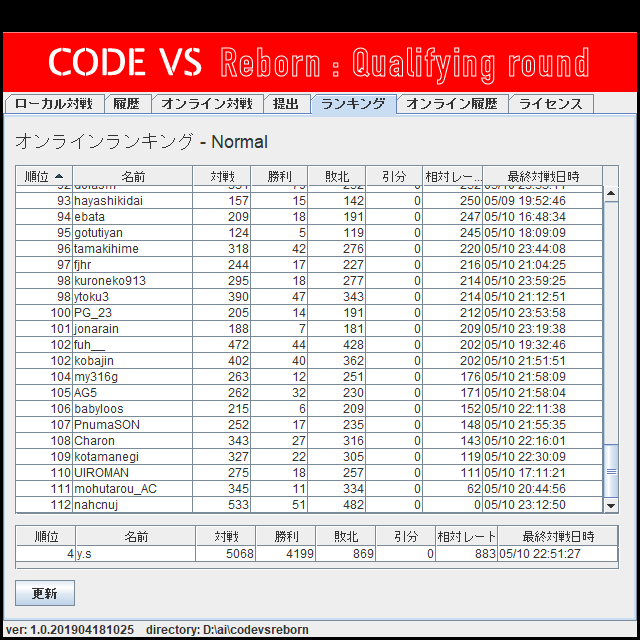 CODE VS Reborn : Qualifying round
ローカル対戦 履歴 オンライン対戦 提出 ランキング オンライン履歴 ライセンス
オンラインランキング - Normal
順位 名前 対戦 勝利 敗北 引分 相対レー... 最終対戦日時
93 hayashikidai 157 15 142 0 250 05/09 19:52:46
94 ebata 209 18 191 0 247 05/10 16:48:34
95 gotutiyan 124 5 119 0 245 05/10 18:09:09
96 tamakihime 318 42 276 0 220 05/10 23:44:08
97 fjhr 244 17 227 0 216 05/10 21:04:25
98 kuroneko913 295 18 277 0 214 05/10 23:59:25
98 ytoku3 390 47 343 0 214 05/10 21:12:51
100 PG_23 205 14 191 0 212 05/10 23:53:58
101 jonarain 188 7 181 0 209 05/10 23:19:38
102 fuh__ 472 44 428 0 202 05/10 19:32:46
102 kobajin 402 40 362 0 202 05/10 21:51:51
104 my316g 263 12 251 0 176 05/10 21:58:09
105 AG5 262 32 230 0 171 05/10 21:58:04
106 babyloos 215 6 209 0 152 05/10 22:11:38
107 PnumaSON 252 17 235 0 148 05/10 21:55:35
108 Charon 343 27 316 0 143 05/10 22:16:01
109 kotamanegi 327 22 305 0 119 05/10 22:30:09
110 UIROMAN 275 18 257 0 111 05/10 17:11:21
111 mohutarou_AC 345 11 334 0 62 05/10 20:44:56
112 nahcnuj 533 51 482 0 0 05/10 23:12:50
順位 名前 対戦 勝利 敗北 引分 相対レート 最終対戦日時
4 y.s 5068 4199 869 0 883 05/10 22:51:27
更新
ver: 1.0.201904181025 directory: D:\ai\codevsreborn